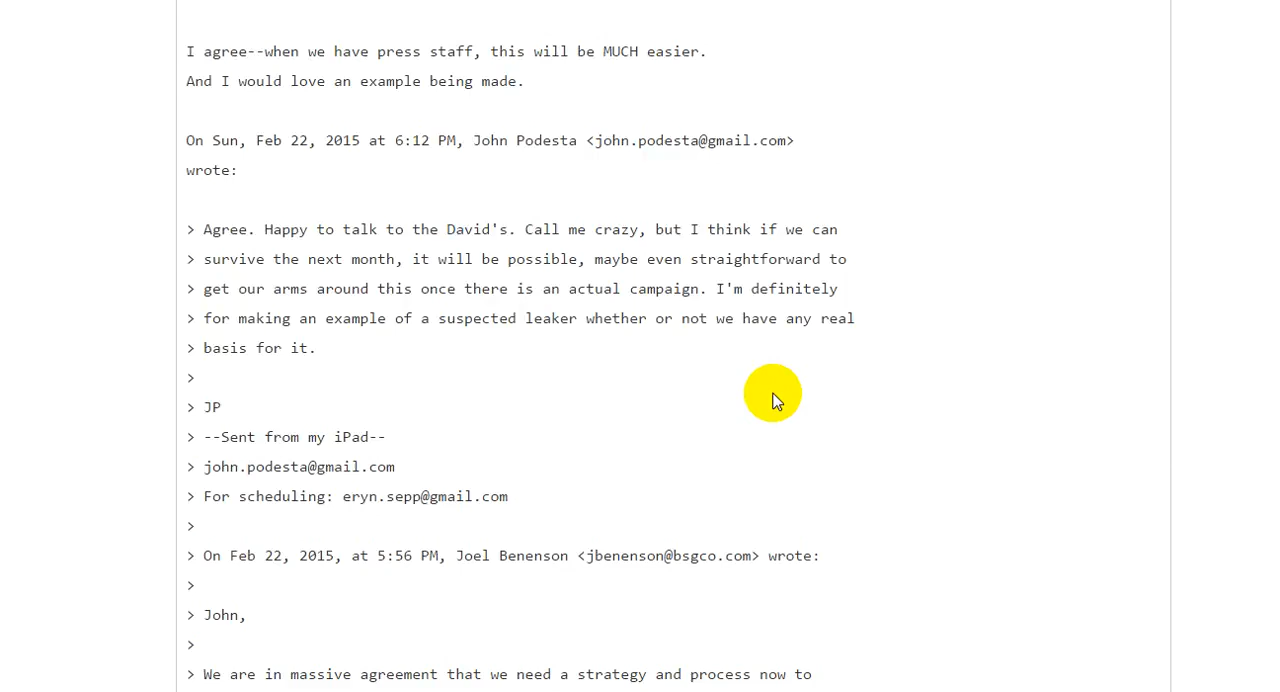 I agree--when we have press staff, this will be MUCH easier.
And I would love an example being made.
On Sun, Feb 22, 2015 at 6:12 PM, John Podesta <john.podesta@gmail.com>
wrote:
> Agree. Happy to talk to the David's. Call me crazy, but I think if we can
> survive the next month, it will be possible, maybe even straightforward to
> get our arms around this once there is an actual campaign. I'm definitely
> for making an example of a suspected leaker whether or not we have any real
> basis for it.
>
> JP
> --Sent from my iPad--
> john.podesta@gmail.com
> For scheduling: eryn.sepp@gmail.com
>
> On Feb 22, 2015, at 5:56 PM, Joel Benenson <jbenenson@bsgco.com> wrote:
>
> John,
>
> We are in massive agreement that we need a strategy and process now to